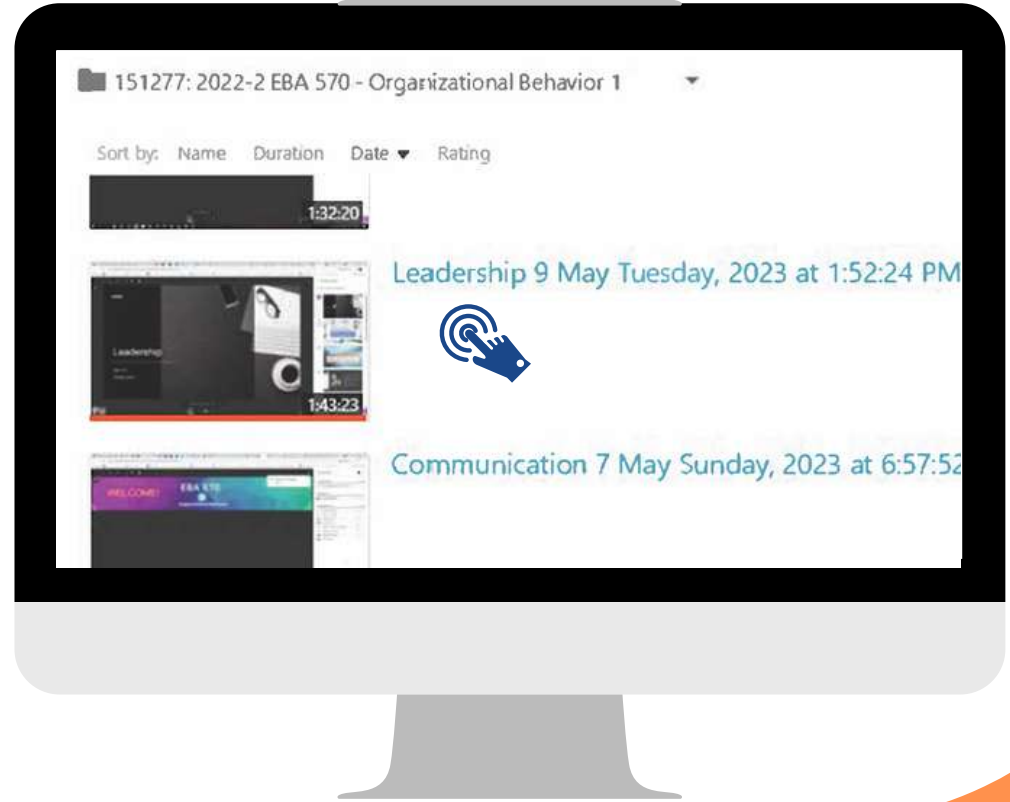 151277: 2022-2 EBA 570 - Organizational Behavior 1
Sort by: Name Duration Date Rating
1:32:20
Leadership 9 May Tuesday, 2023 at 1:52:24 PM
Leadership
1:43:23
Communication 7 May Sunday, 2023 at 6:57:52
WELCOME! EBA 570